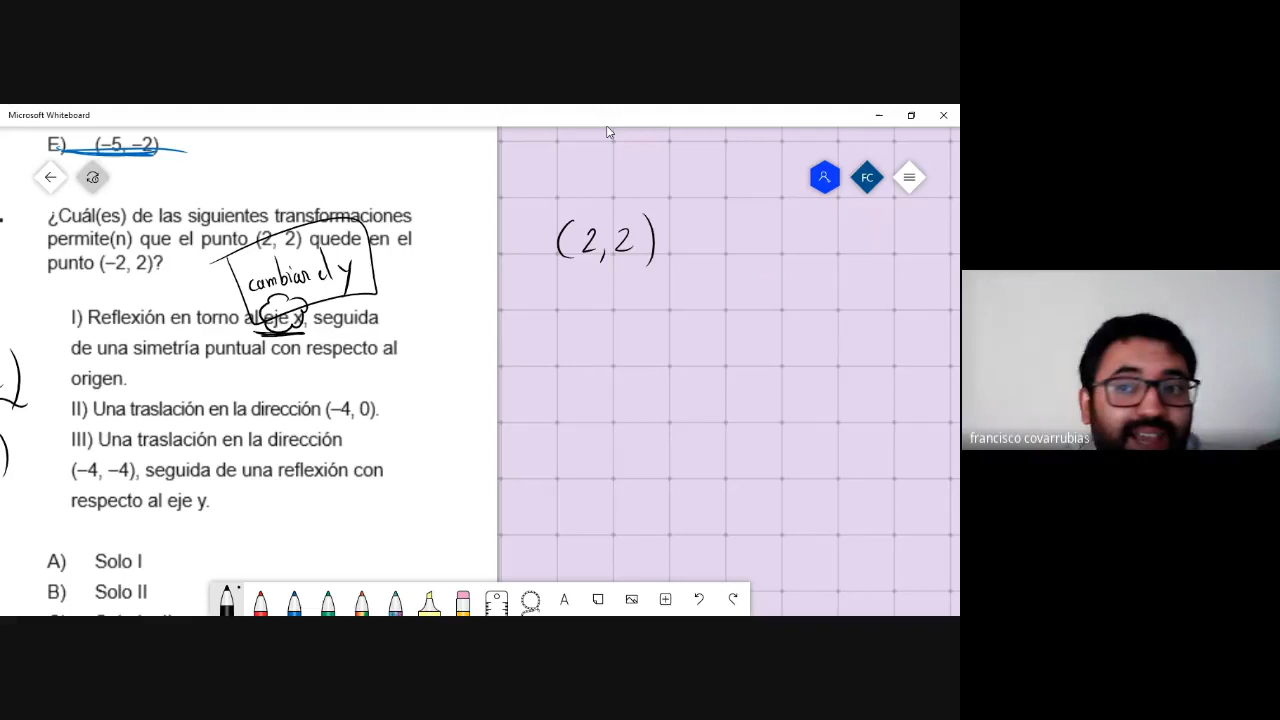 Microsoft Whiteboard
E) (–5, –2)
FC
¿Cuál(es) de las siguientes transformaciones
permite(n) que el punto (2, 2) quede en el
punto (–2, 2)?
(2,2)
cambiar el y
I) Reflexión en torno al eje x, seguida
de una simetría puntual con respecto al
origen.
II) Una traslación en la dirección (–4, 0).
III) Una traslación en la dirección
(–4, –4), seguida de una reflexión con
respecto al eje y.
francisco covarrubias
A) Solo I
B) Solo II
A